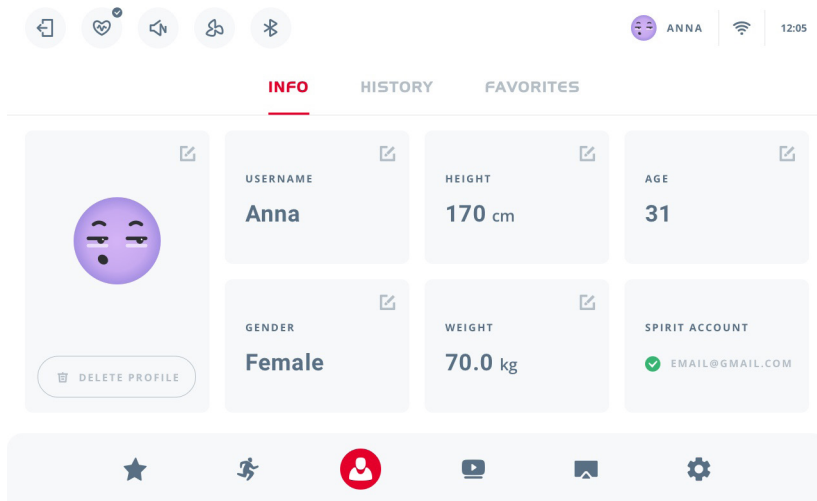 ANNA
12:05
INFO
HISTORY
FAVORITES
USERNAME
Anna
HEIGHT
170 cm
AGE
31
DELETE PROFILE
GENDER
Female
WEIGHT
70.0 kg
SPIRIT ACCOUNT
EMAIL@GMAIL.COM